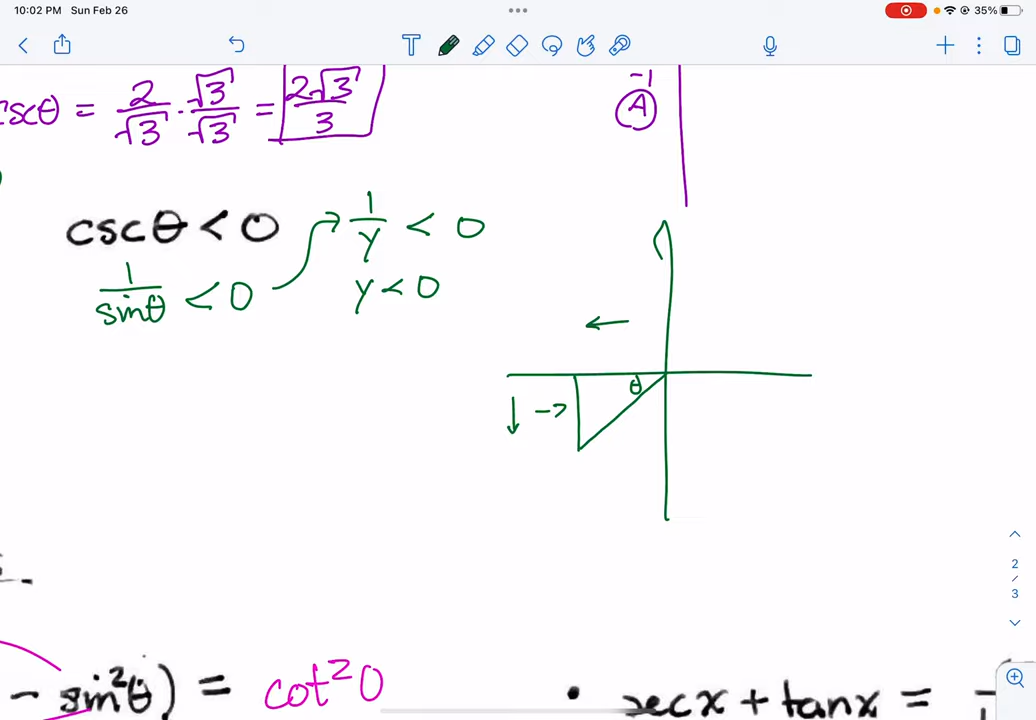 10:02 PM Sun Feb 26
35%
T
cscθ = 2/√3 · √3/√3 = 2√3/3
-1
A
cscθ < 0
1/y < 0
1/sinθ < 0
y < 0
θ
2
/
3
- sin²θ) = cot²θ
• secx + tanx =